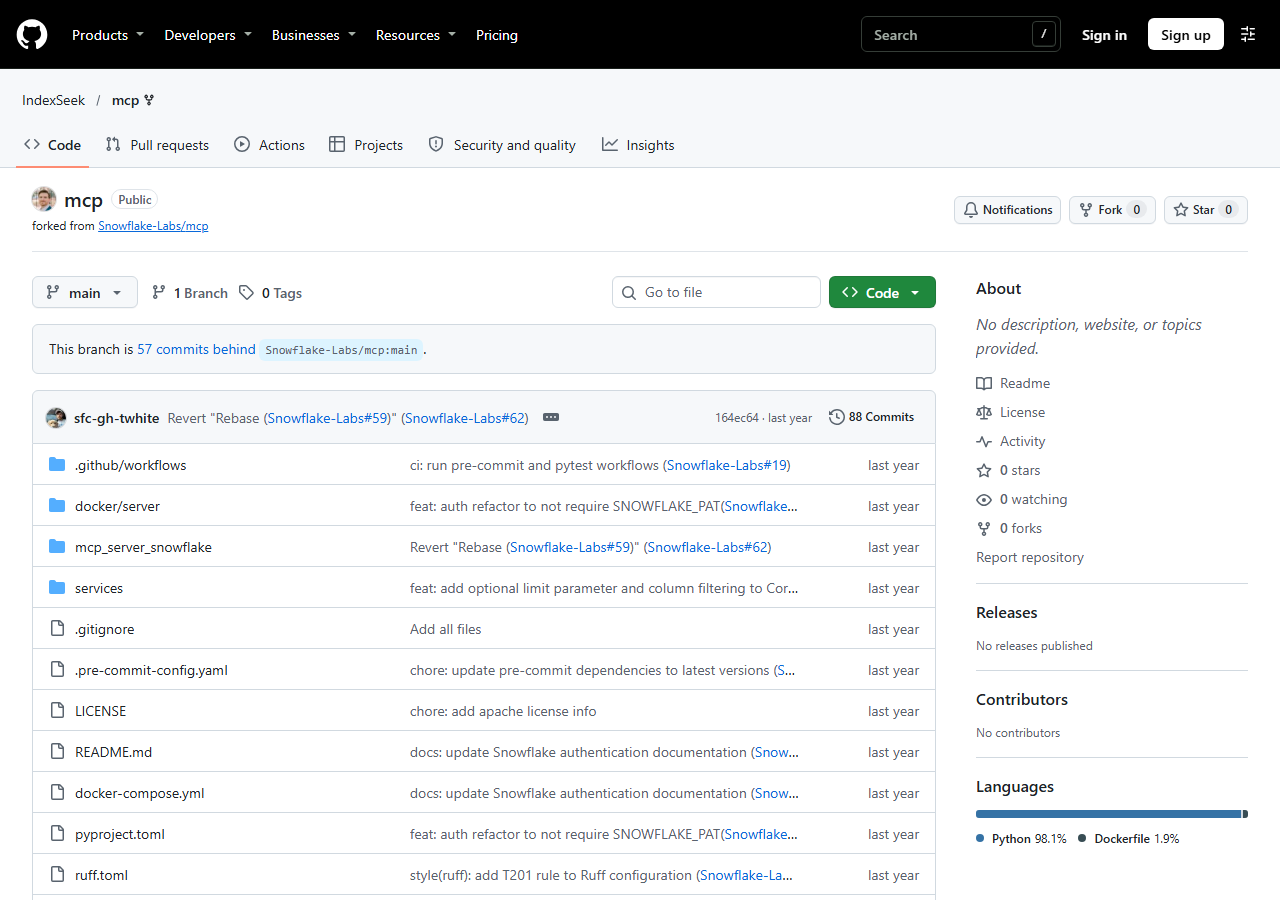 Products Developers Businesses Resources Pricing Search / Sign in Sign up
IndexSeek / mcp
Code Pull requests Actions Projects Security and quality Insights
mcp Public
forked from Snowflake-Labs/mcp
Notifications Fork 0 Star 0
main 1 Branch 0 Tags Go to file Code
This branch is 57 commits behind Snowflake-Labs/mcp:main.
sfc-gh-twhite Revert "Rebase (Snowflake-Labs#59)" (Snowflake-Labs#62) 164ec64 · last year 88 Commits
.github/workflows ci: run pre-commit and pytest workflows (Snowflake-Labs#19) last year
docker/server feat: auth refactor to not require SNOWFLAKE_PAT(Snowflake... last year
mcp_server_snowflake Revert "Rebase (Snowflake-Labs#59)" (Snowflake-Labs#62) last year
services feat: add optional limit parameter and column filtering to Cor... last year
.gitignore Add all files last year
.pre-commit-config.yaml chore: update pre-commit dependencies to latest versions (S... last year
LICENSE chore: add apache license info last year
README.md docs: update Snowflake authentication documentation (Snow... last year
docker-compose.yml docs: update Snowflake authentication documentation (Snow... last year
pyproject.toml feat: auth refactor to not require SNOWFLAKE_PAT(Snowflake... last year
ruff.toml style(ruff): add T201 rule to Ruff configuration (Snowflake-La... last year
About
No description, website, or topics
provided.
Readme
License
Activity
0 stars
0 watching
0 forks
Report repository
Releases
No releases published
Contributors
No contributors
Languages
Python 98.1% Dockerfile 1.9%